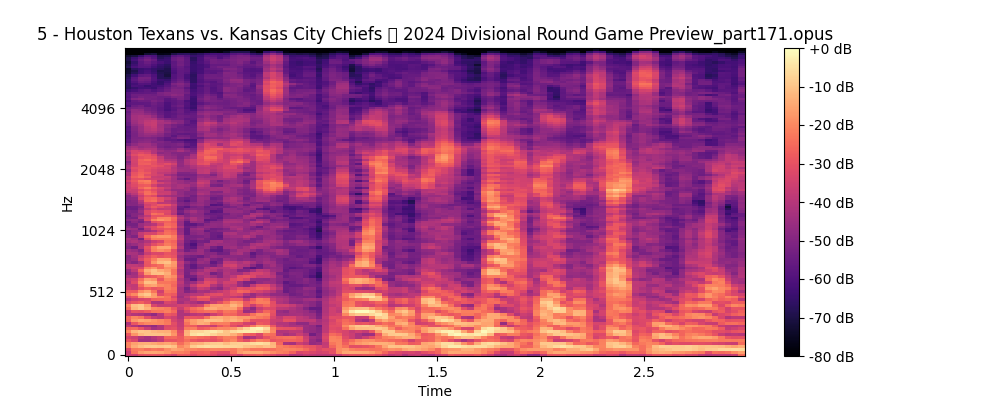 5 - Houston Texans vs. Kansas City Chiefs ▯ 2024 Divisional Round Game Preview_part171.opus
+0 dB
-10 dB
-20 dB
-30 dB
-40 dB
-50 dB
-60 dB
-70 dB
-80 dB
4096
2048
1024
512
0
Hz
0 0.5 1 1.5 2 2.5
Time